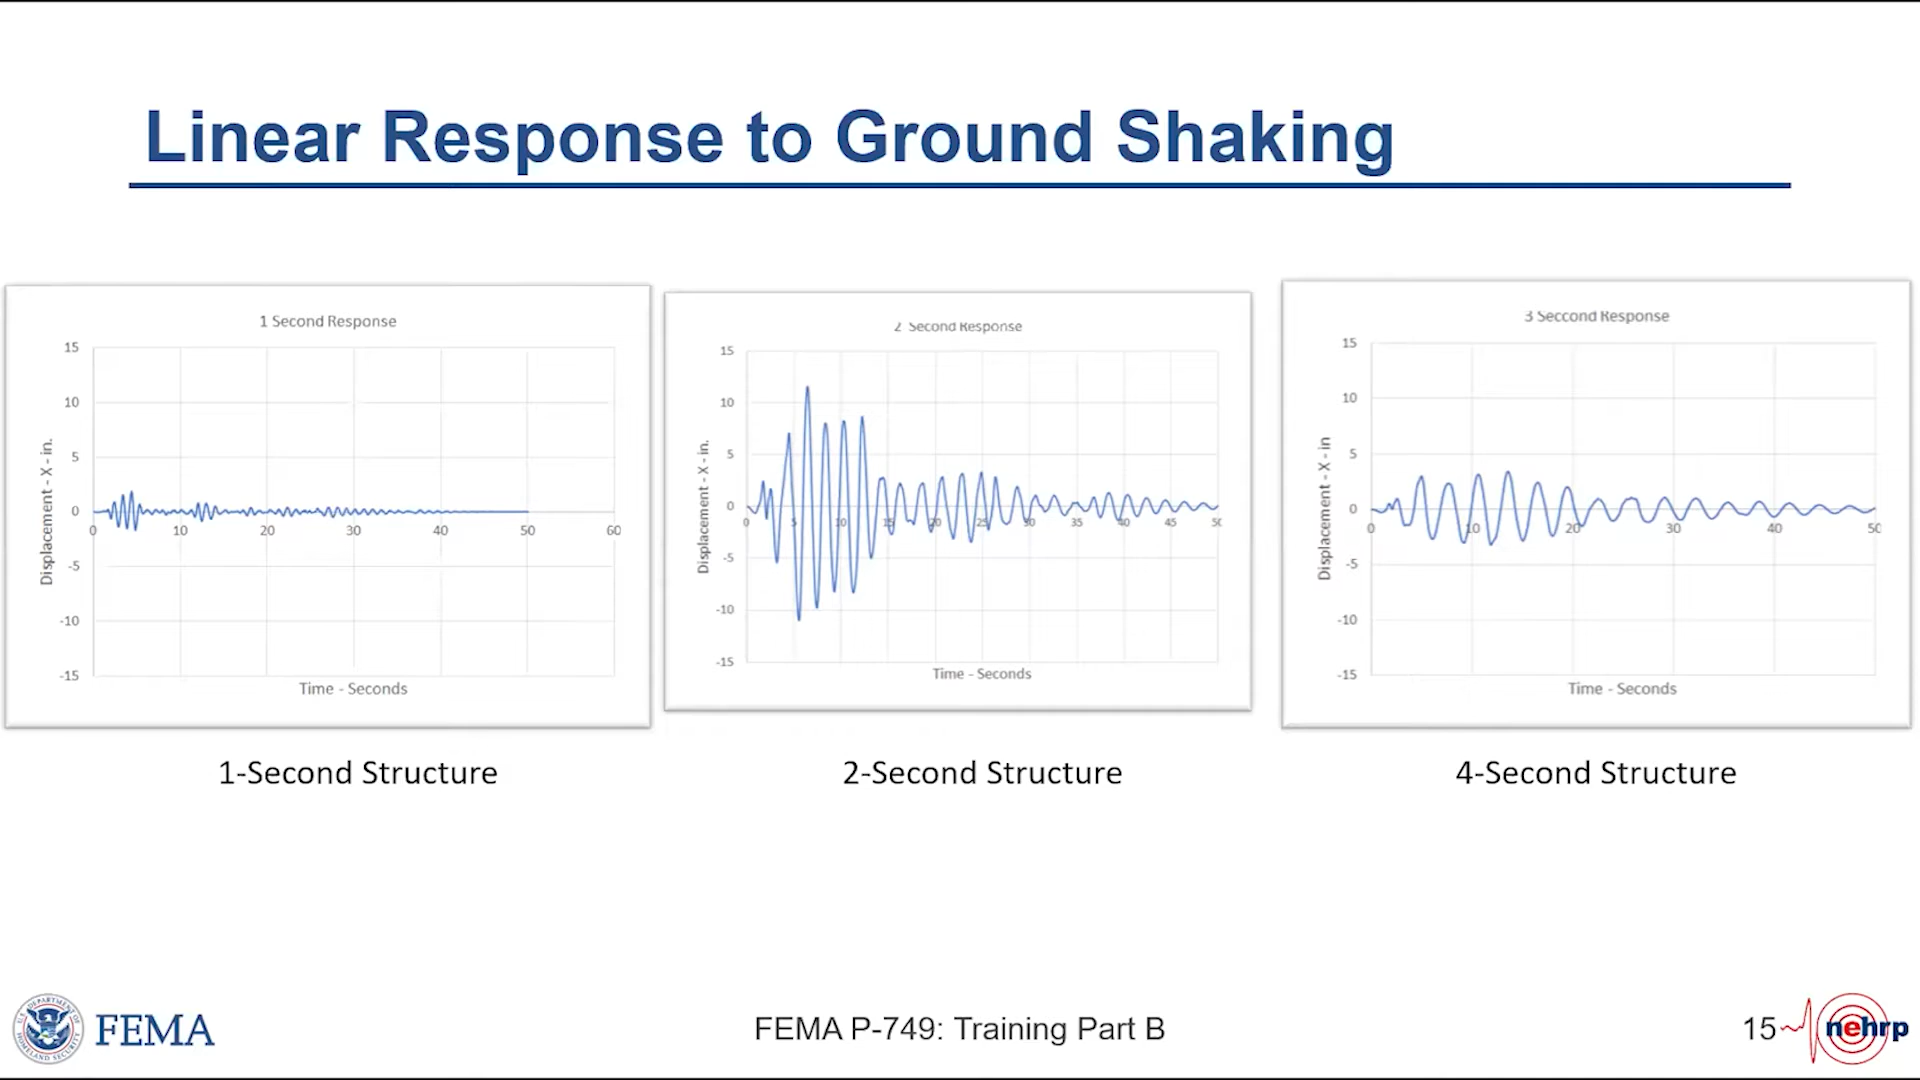 Linear Response to Ground Shaking
1 Second Response
15
10
5
0
-5
-10
-15
0 10 20 30 40 50 60
Displacement - X - in.
Time - Seconds
1-Second Structure
2 Second Response
15
10
5
0
-5
-10
-15
0 5 10 15 20 25 30 35 40 45 50
Displacement - X - in.
Time - Seconds
2-Second Structure
3 Seccond Response
15
10
5
0
-5
-10
-15
0 10 20 30 40 50
Displacement - X - in
Time - Seconds
4-Second Structure
FEMA
FEMA P-749: Training Part B
15
nehrp